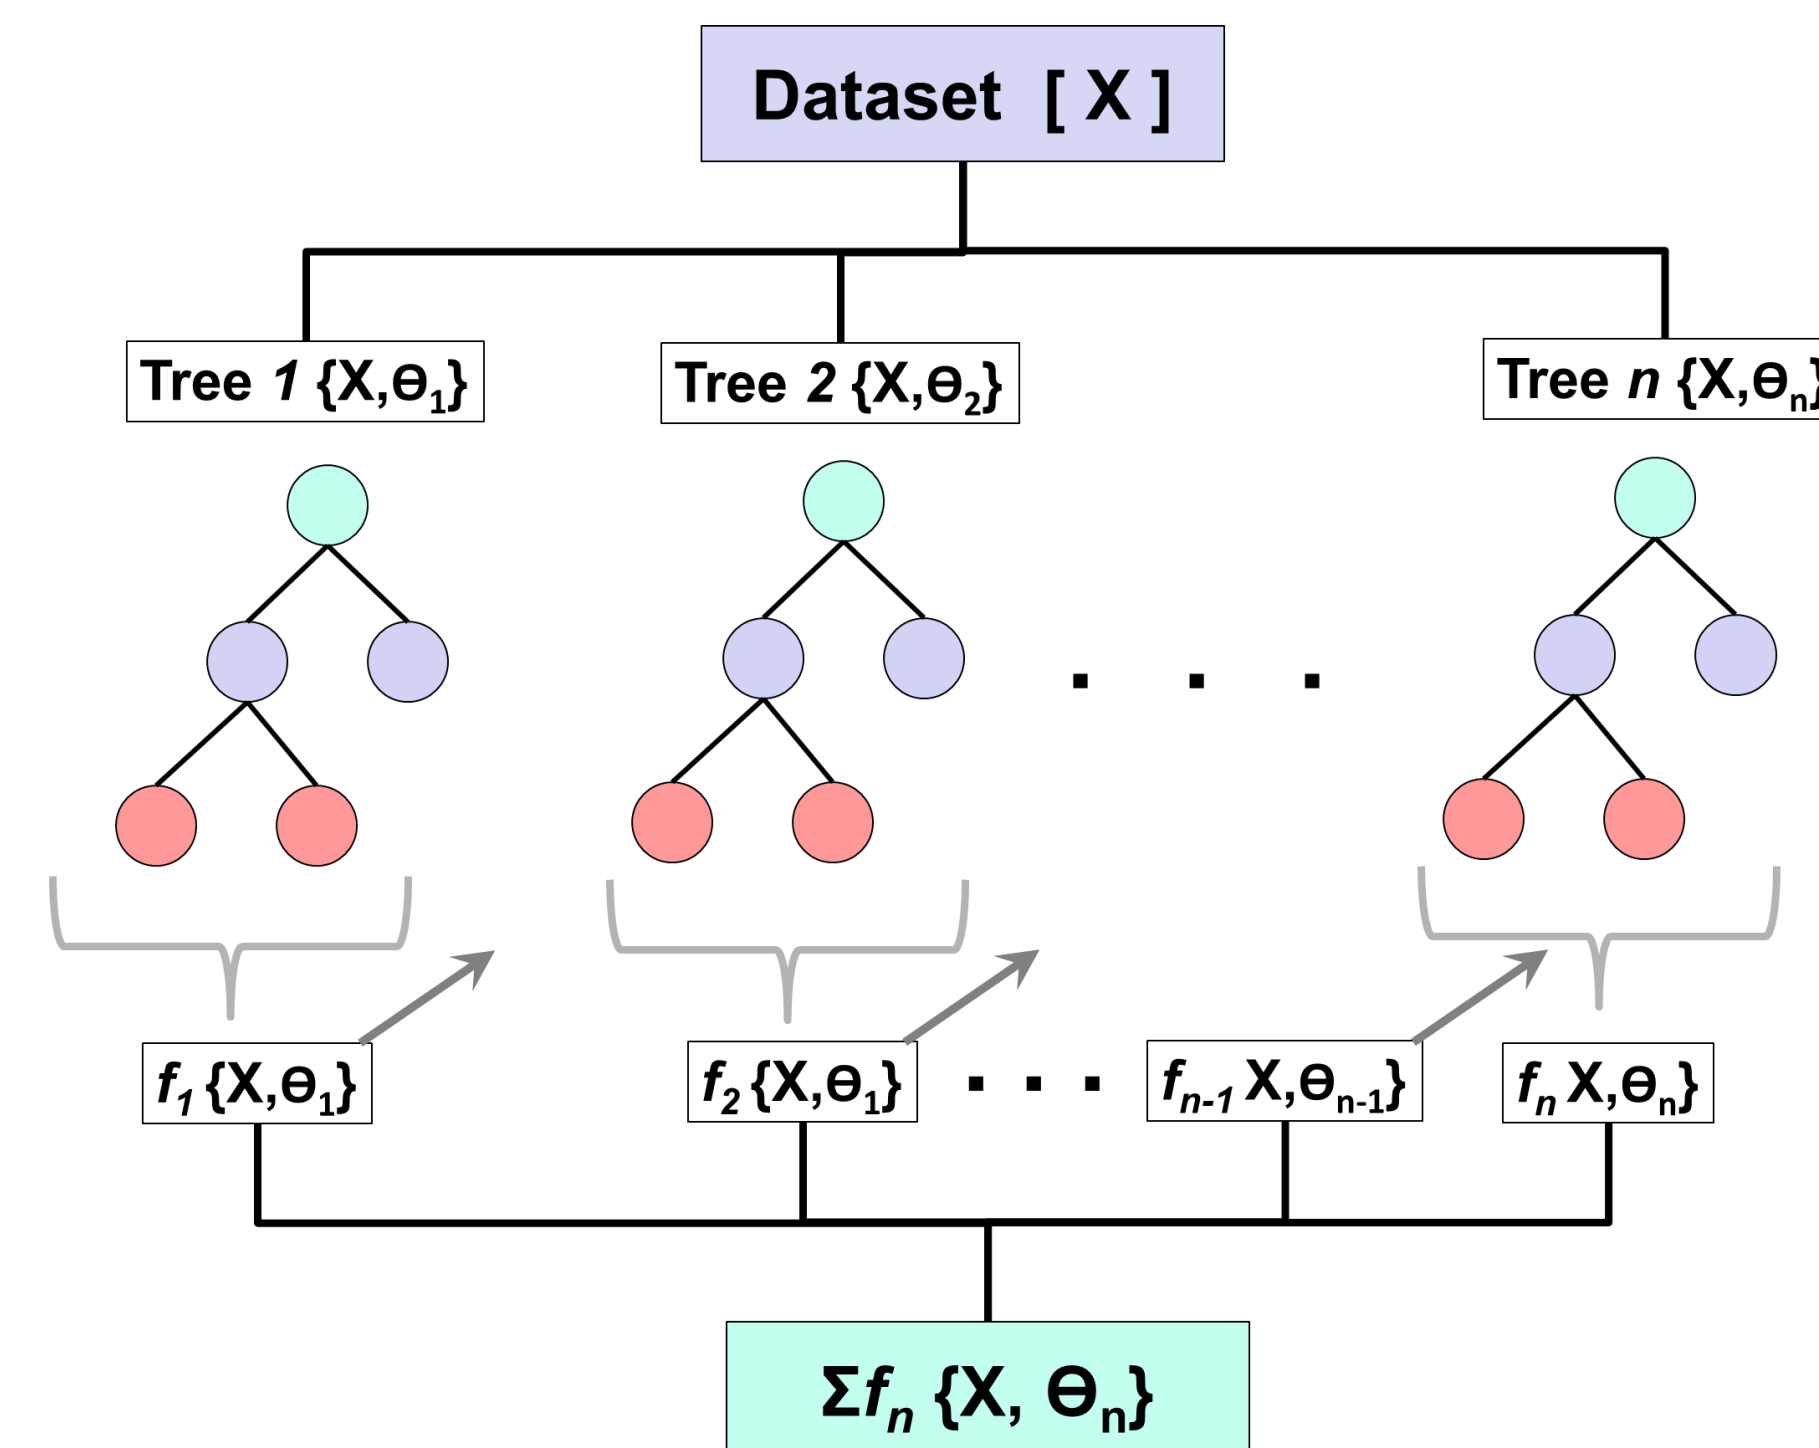 Dataset [ X ]
Tree 1 {X,ϴ1}
Tree 2 {X,ϴ2}
Tree n {X,ϴn}
. . .
f1 {X,ϴ1}
f2 {X,ϴ1}
. . .
fn-1 X,ϴn-1}
fn X,ϴn}
Σfn {X, ϴn}